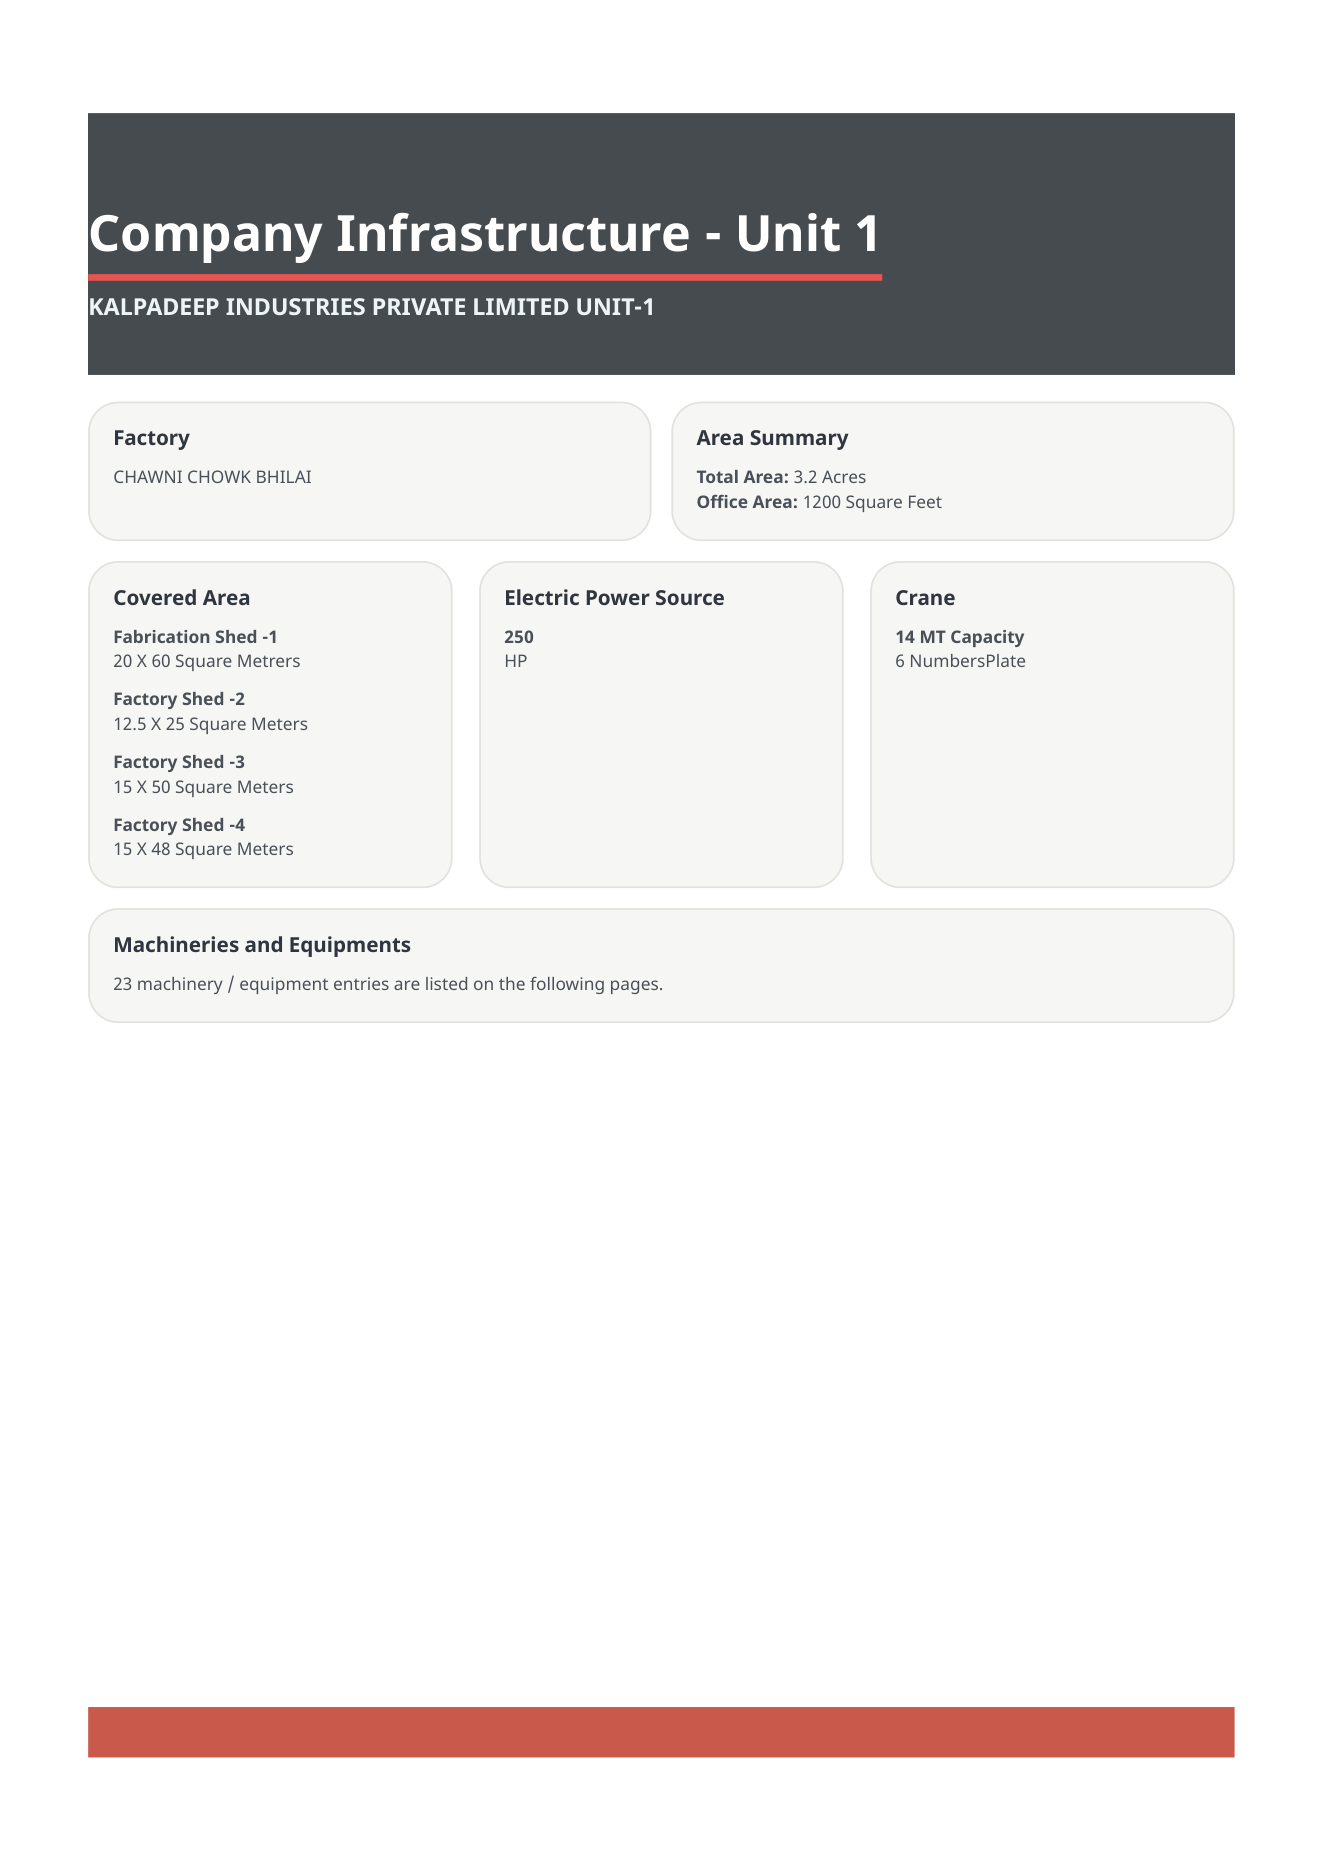 Company Infrastructure - Unit 1
KALPADEEP INDUSTRIES PRIVATE LIMITED UNIT-1
Factory
CHAWNI CHOWK BHILAI
Area Summary
Total Area: 3.2 Acres
Office Area: 1200 Square Feet
Covered Area
Fabrication Shed -1
20 X 60 Square Metrers
Factory Shed -2
12.5 X 25 Square Meters
Factory Shed -3
15 X 50 Square Meters
Factory Shed -4
15 X 48 Square Meters
Electric Power Source
250
HP
Crane
14 MT Capacity
6 NumbersPlate
Machineries and Equipments
23 machinery / equipment entries are listed on the following pages.